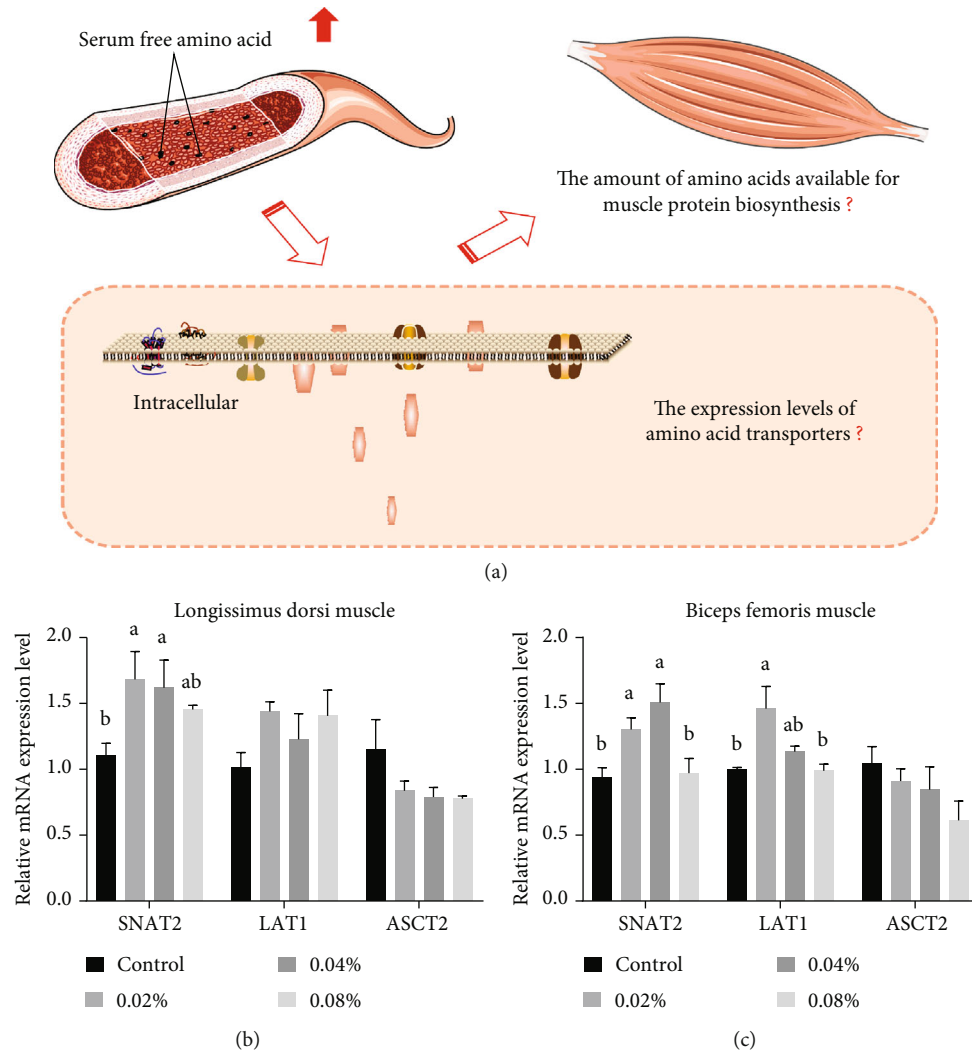 Serum free amino acid
The amount of amino acids available for
muscle protein biosynthesis ?
Intracellular
The expression levels of
amino acid transporters ?
(a)
Longissimus dorsi muscle
Relative mRNA expression level
2.0
1.5
1.0
0.5
0.0
b
a
a
ab
SNAT2
LAT1
ASCT2
Control
0.04%
0.02%
0.08%
(b)
Biceps femoris muscle
Relative mRNA expression level
2.0
1.5
1.0
0.5
0.0
b
a
a
b
b
a
ab
b
SNAT2
LAT1
ASCT2
Control
0.04%
0.02%
0.08%
(c)